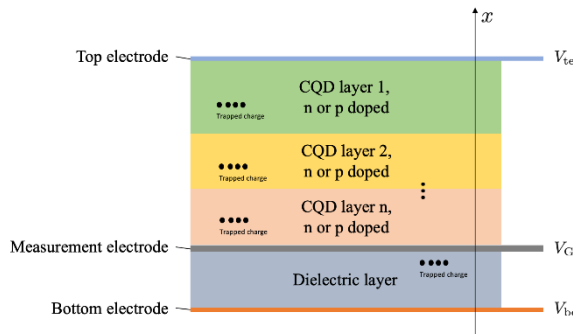 x
Top electrode
V_te
CQD layer 1,
n or p doped
Trapped charge
CQD layer 2,
n or p doped
Trapped charge
CQD layer n,
n or p doped
Trapped charge
Measurement electrode
V_G
Trapped charge
Dielectric layer
Bottom electrode